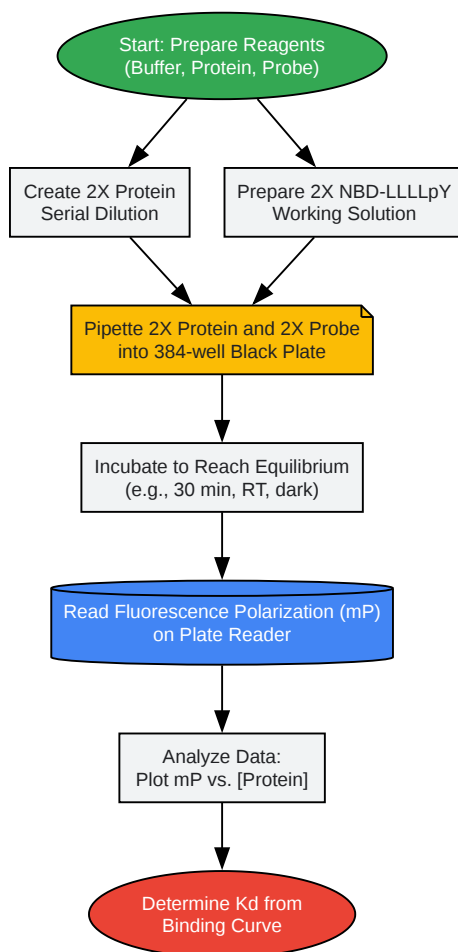 Start: Prepare Reagents
(Buffer, Protein, Probe)
Create 2X Protein
Serial Dilution
Prepare 2X NBD-LLLLpY
Working Solution
Pipette 2X Protein and 2X Probe
into 384-well Black Plate
Incubate to Reach Equilibrium
(e.g., 30 min, RT, dark)
Read Fluorescence Polarization (mP)
on Plate Reader
Analyze Data:
Plot mP vs. [Protein]
Determine Kd from
Binding Curve